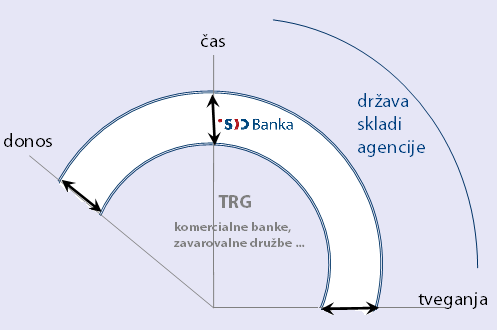 čas
SID Banka
država
skladi
agencije
donos
TRG
komercialne banke,
zavarovalne družbe ...
tveganja